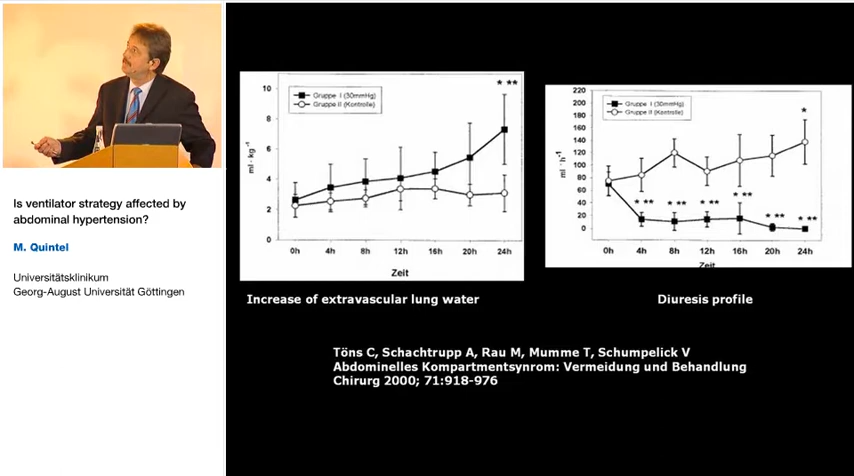 Is ventilator strategy affected by
abdominal hypertension?
M. Quintel
Universitätsklinikum
Georg-August Universität Göttingen
Gruppe I (30mmHg)
Gruppe II (Kontrolle)
* **
10
8
6
4
2
0
ml · kg⁻¹
0h 4h 8h 12h 16h 20h 24h
Zeit
Increase of extravascular lung water
Gruppe I (30mmHg)
Gruppe II (Kontrolle)
220
200
180
160
140
120
100
80
60
40
20
0
ml · h⁻¹
*
* ** * ** * ** * ** * ** * **
0h 4h 8h 12h 16h 20h 24h
Zeit
Diuresis profile
Töns C, Schachtrupp A, Rau M, Mumme T, Schumpelick V
Abdominelles Kompartmentsynrom: Vermeidung und Behandlung
Chirurg 2000; 71:918-976